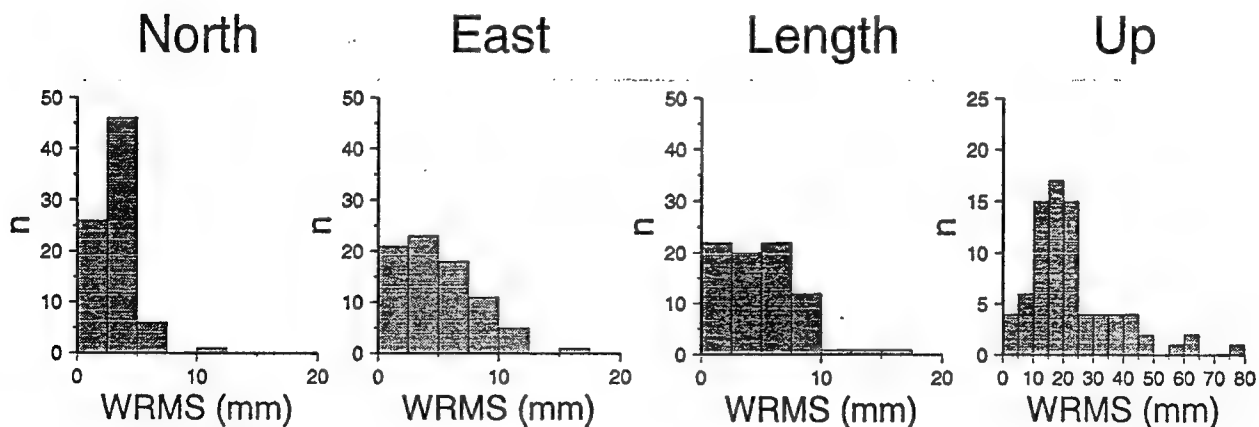 North East Length Up
50 50 50 25
40 40 40 20
30 30 30 15
n n n n
20 20 20 10
10 10 10 5
0 0 0 0
0 10 20 0 10 20 0 10 20 0 10 20 30 40 50 60 70 80
WRMS (mm) WRMS (mm) WRMS (mm) WRMS (mm)